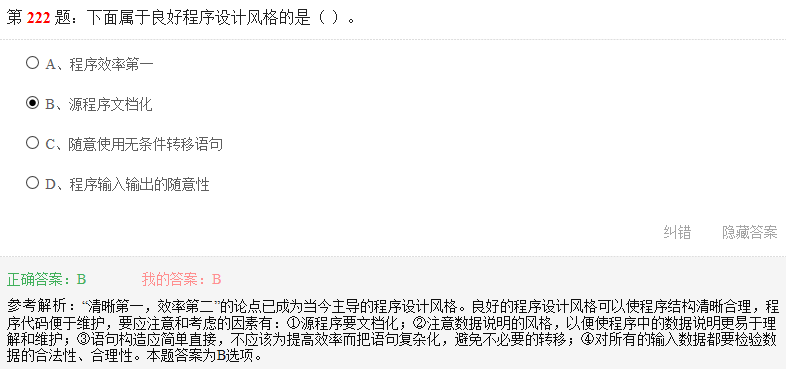 第 222 题：下面属于良好程序设计风格的是（ ）。
A、程序效率第一
B、源程序文档化
C、随意使用无条件转移语句
D、程序输入输出的随意性
纠错 隐藏答案
正确答案：B 我的答案：B
参考解析：“清晰第一，效率第二”的论点已成为当今主导的程序设计风格。良好的程序设计风格可以使程序结构清晰合理，程
序代码便于维护，要应注意和考虑的因素有：①源程序要文档化；②注意数据说明的风格，以便使程序中的数据说明更易于理
解和维护；③语句构造应简单直接，不应该为提高效率而把语句复杂化，避免不必要的转移；④对所有的输入数据都要检验数
据的合法性、合理性。本题答案为B选项。